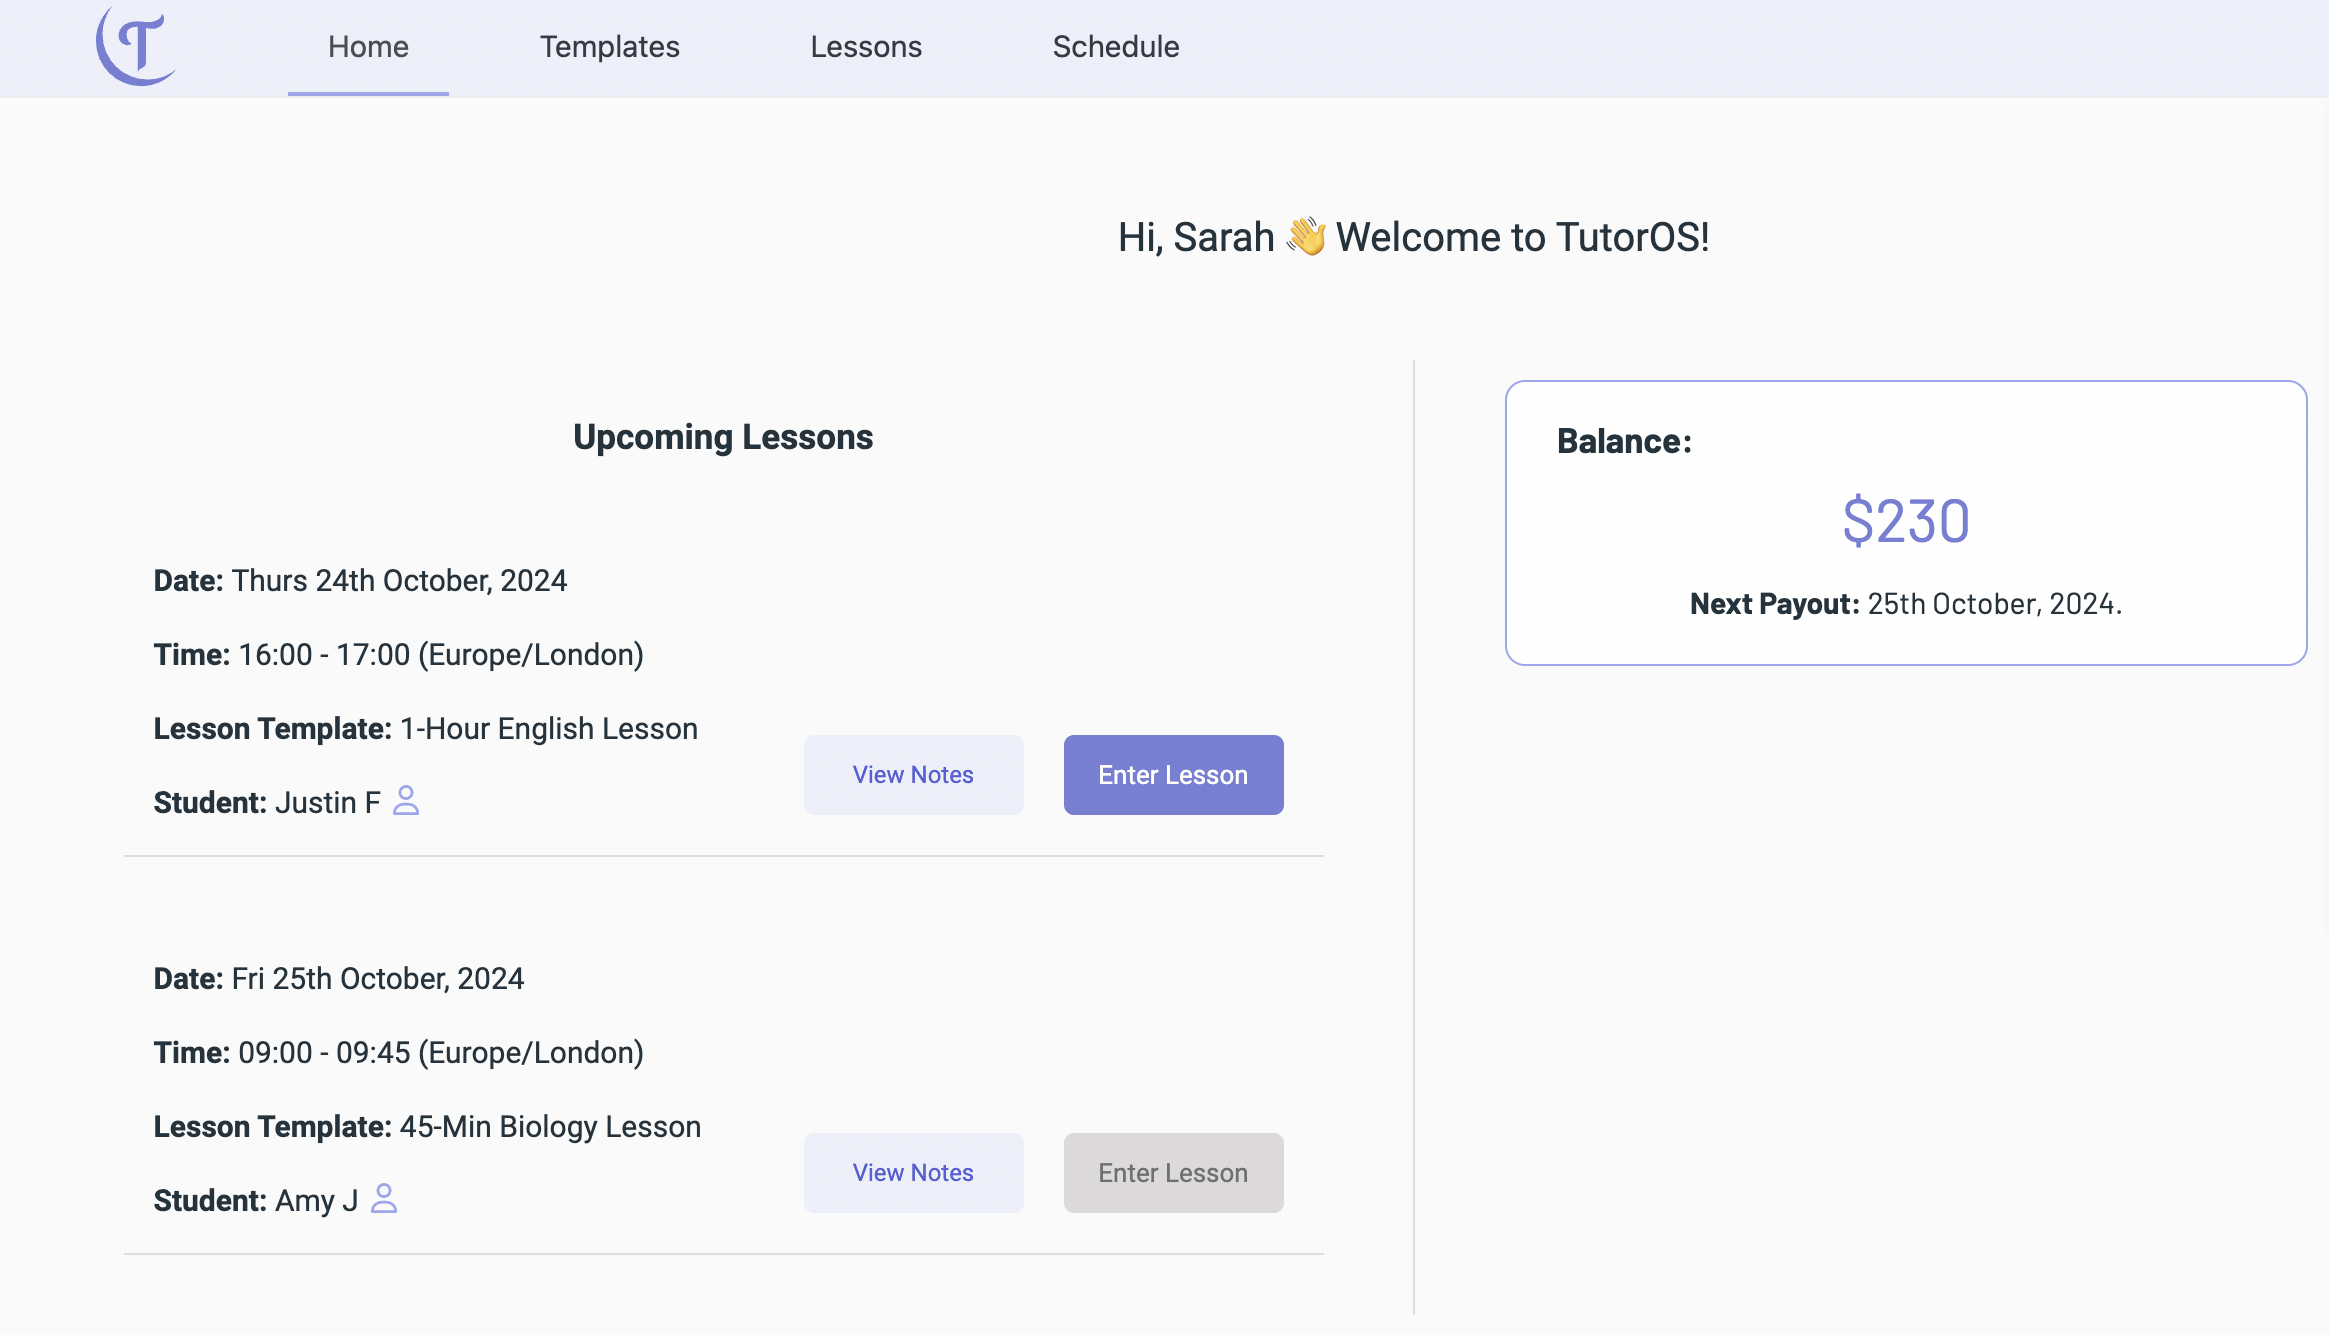 T
Home
Templates
Lessons
Schedule
Hi, Sarah 👋 Welcome to TutorOS!
Upcoming Lessons
Date: Thurs 24th October, 2024
Time: 16:00 - 17:00 (Europe/London)
Lesson Template: 1-Hour English Lesson
Student: Justin F
View Notes
Enter Lesson
Date: Fri 25th October, 2024
Time: 09:00 - 09:45 (Europe/London)
Lesson Template: 45-Min Biology Lesson
Student: Amy J
View Notes
Enter Lesson
Balance:
$230
Next Payout: 25th October, 2024.